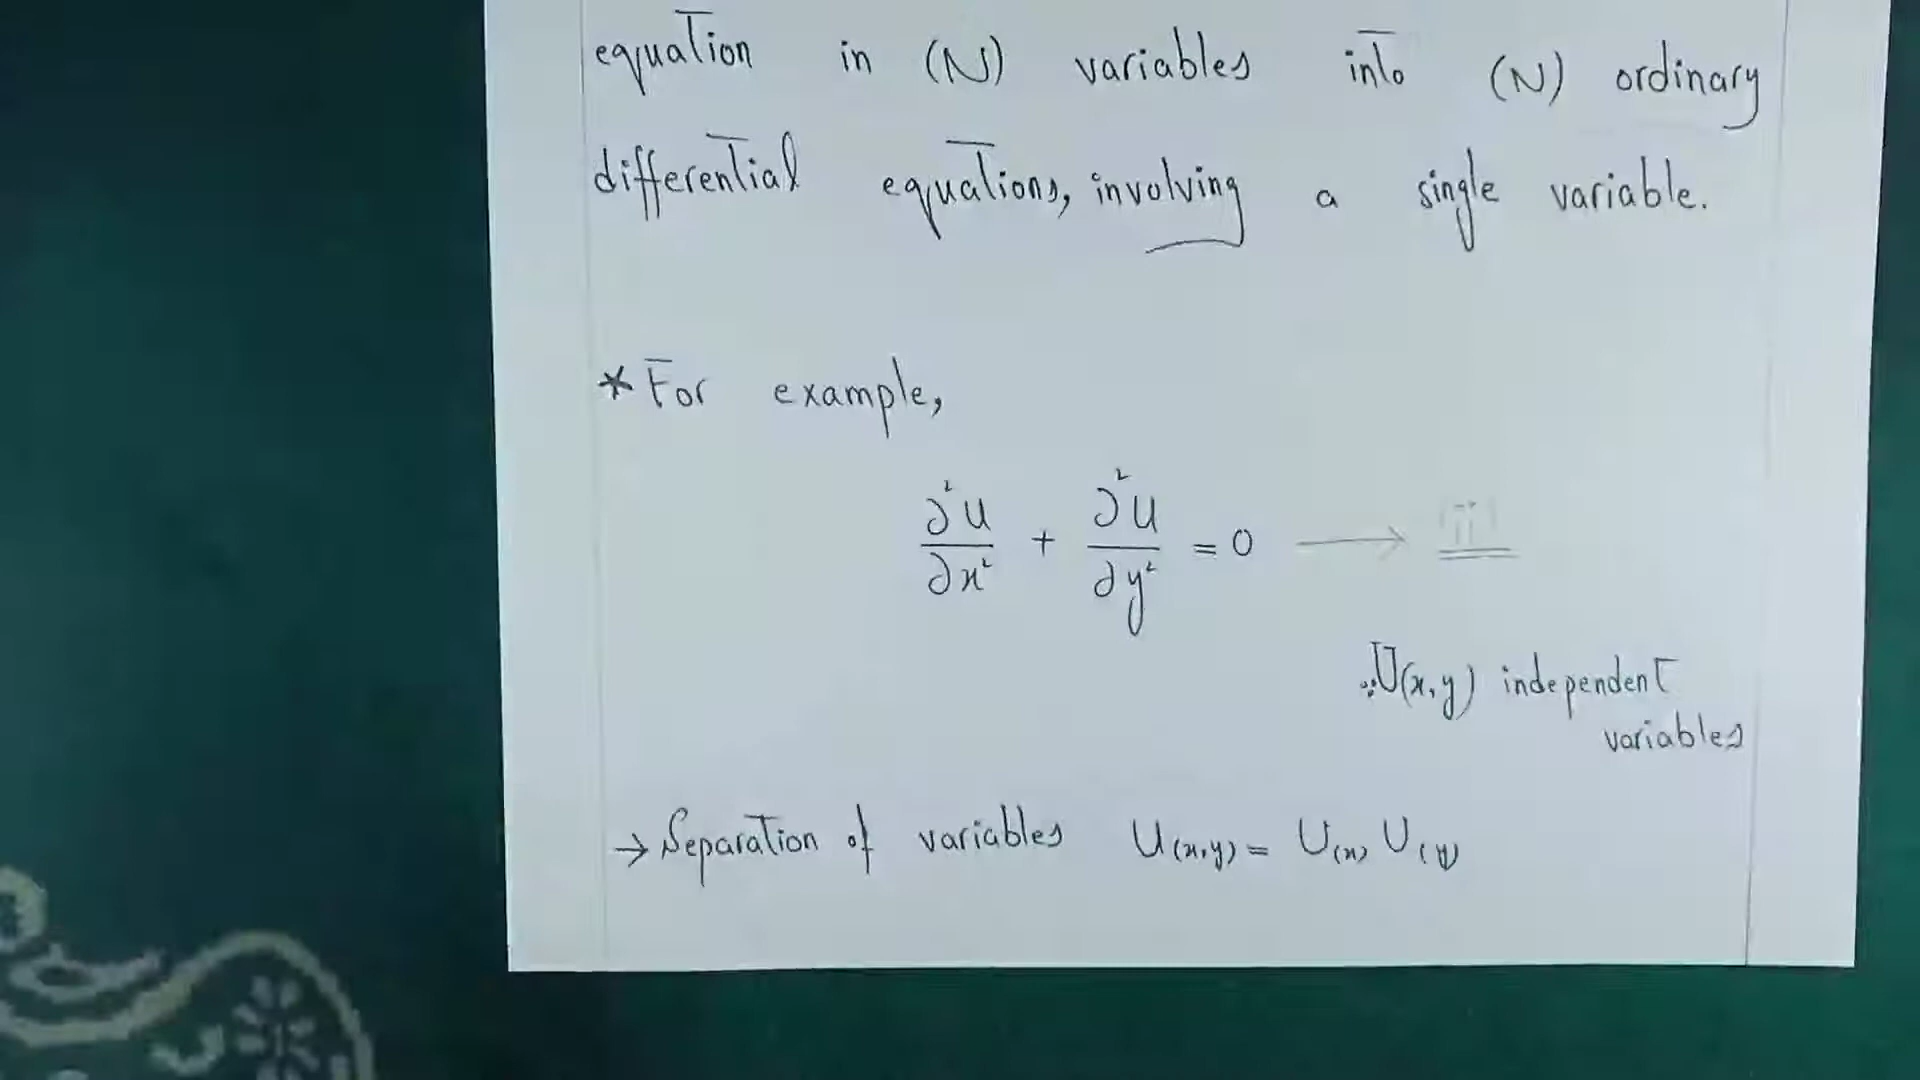 equation in (N) variables into (N) ordinary
differential equations, involving a single variable.
* For example,
∂²U/∂x² + ∂²U/∂y² = 0 →
∵ U(x,y) independent
variables
→ Separation of variables U(x,y) = U(x) U(y)